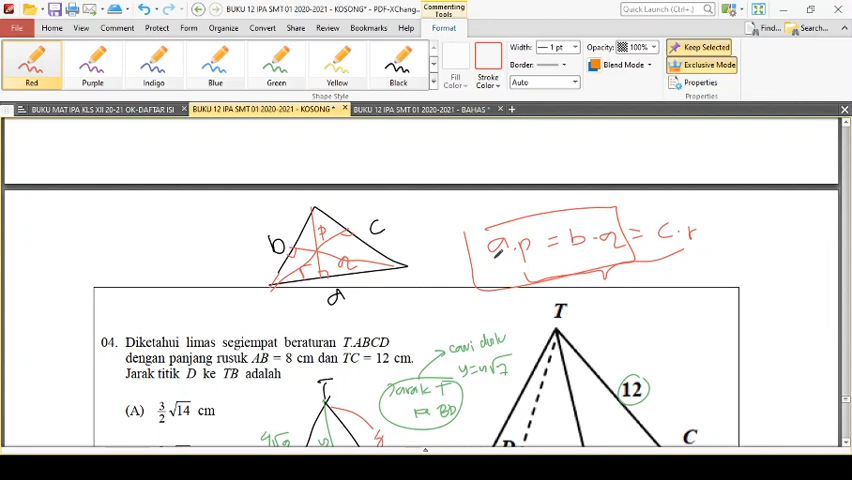 BUKU 12 IPA SMT 01 2020-2021 - KOSONG* - PDF-XChang
Commenting Tools
Quick Launch (Ctrl+.)
File Home View Comment Protect Form Organize Convert Share Review Bookmarks Help Format Find... Search...
Width: 1 pt Opacity: 100% Keep Selected
Border: Blend Mode Exclusive Mode
Auto Properties
Red Purple Indigo Blue Green Yellow Black
Fill Color Stroke Color
Shape Style Properties
BUKU MAT IPA KLS XII 20-21 OK-DAFTAR ISI BUKU 12 IPA SMT 01 2020-2021 - KOSONG * BUKU 12 IPA SMT 01 2020-2021 - BAHAS *
b p c
r q
a
a.p = b.q = c.r
04. Diketahui limas segiempat beraturan T.ABCD
dengan panjang rusuk AB = 8 cm dan TC = 12 cm.
Jarak titik D ke TB adalah
(A) 3/2 √14 cm
T
Jarak T
ke BD
y=4√7
T
12
C